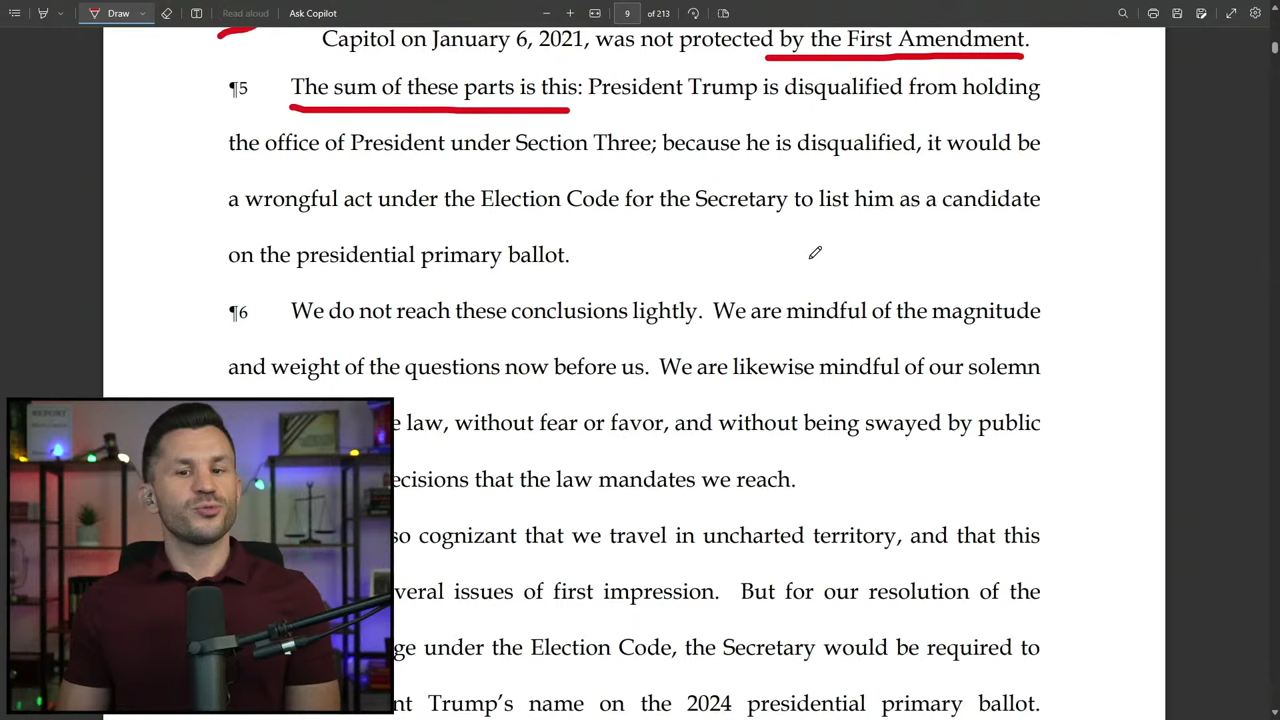 Draw
Read aloud
Ask Copilot
9 of 213
Capitol on January 6, 2021, was not protected by the First Amendment.
¶5 The sum of these parts is this: President Trump is disqualified from holding
the office of President under Section Three; because he is disqualified, it would be
a wrongful act under the Election Code for the Secretary to list him as a candidate
on the presidential primary ballot.
¶6 We do not reach these conclusions lightly. We are mindful of the magnitude
and weight of the questions now before us. We are likewise mindful of our solemn
law, without fear or favor, and without being swayed by public
ecisions that the law mandates we reach.
so cognizant that we travel in uncharted territory, and that this
veral issues of first impression. But for our resolution of the
ge under the Election Code, the Secretary would be required to
nt Trump’s name on the 2024 presidential primary ballot.